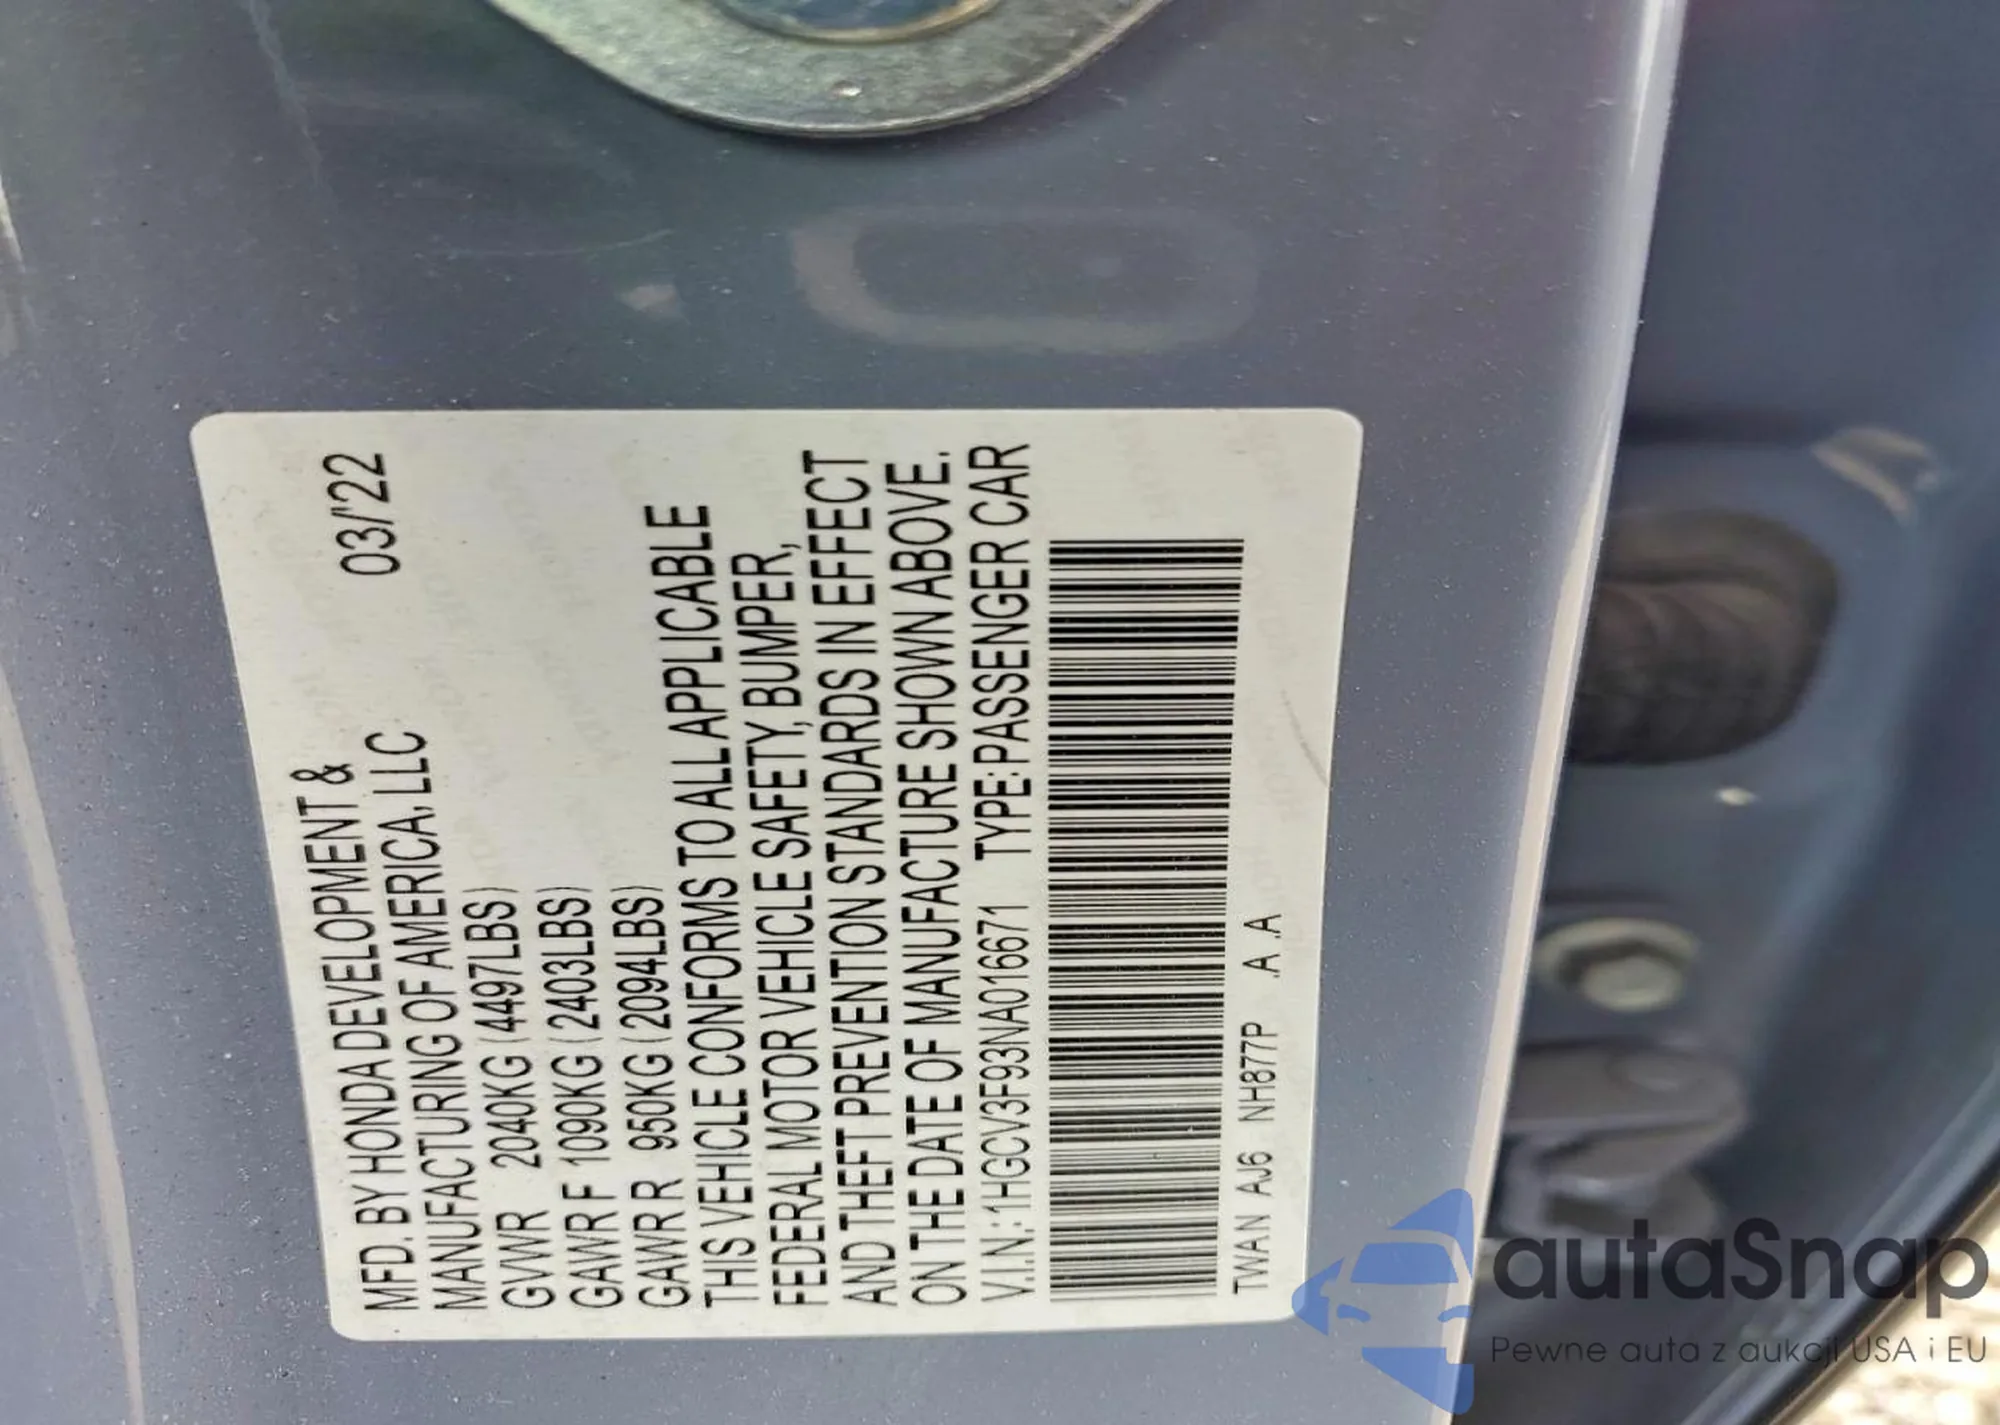 MFD. BY HONDA DEVELOPMENT &
MANUFACTURING OF AMERICA, LLC 03/'22
GVWR 2040KG (4497LBS)
GAWR F 1090KG (2403LBS)
GAWR R 950KG (2094LBS)
THIS VEHICLE CONFORMS TO ALL APPLICABLE
FEDERAL MOTOR VEHICLE SAFETY, BUMPER,
AND THEFT PREVENTION STANDARDS IN EFFECT
ON THE DATE OF MANUFACTURE SHOWN ABOVE.
V.I.N.:1HGCV3F93NA016671 TYPE:PASSENGER CAR
TWAN AJ6 NH877P .A .A
autaSnap
Pewne auta z aukcji USA i EU